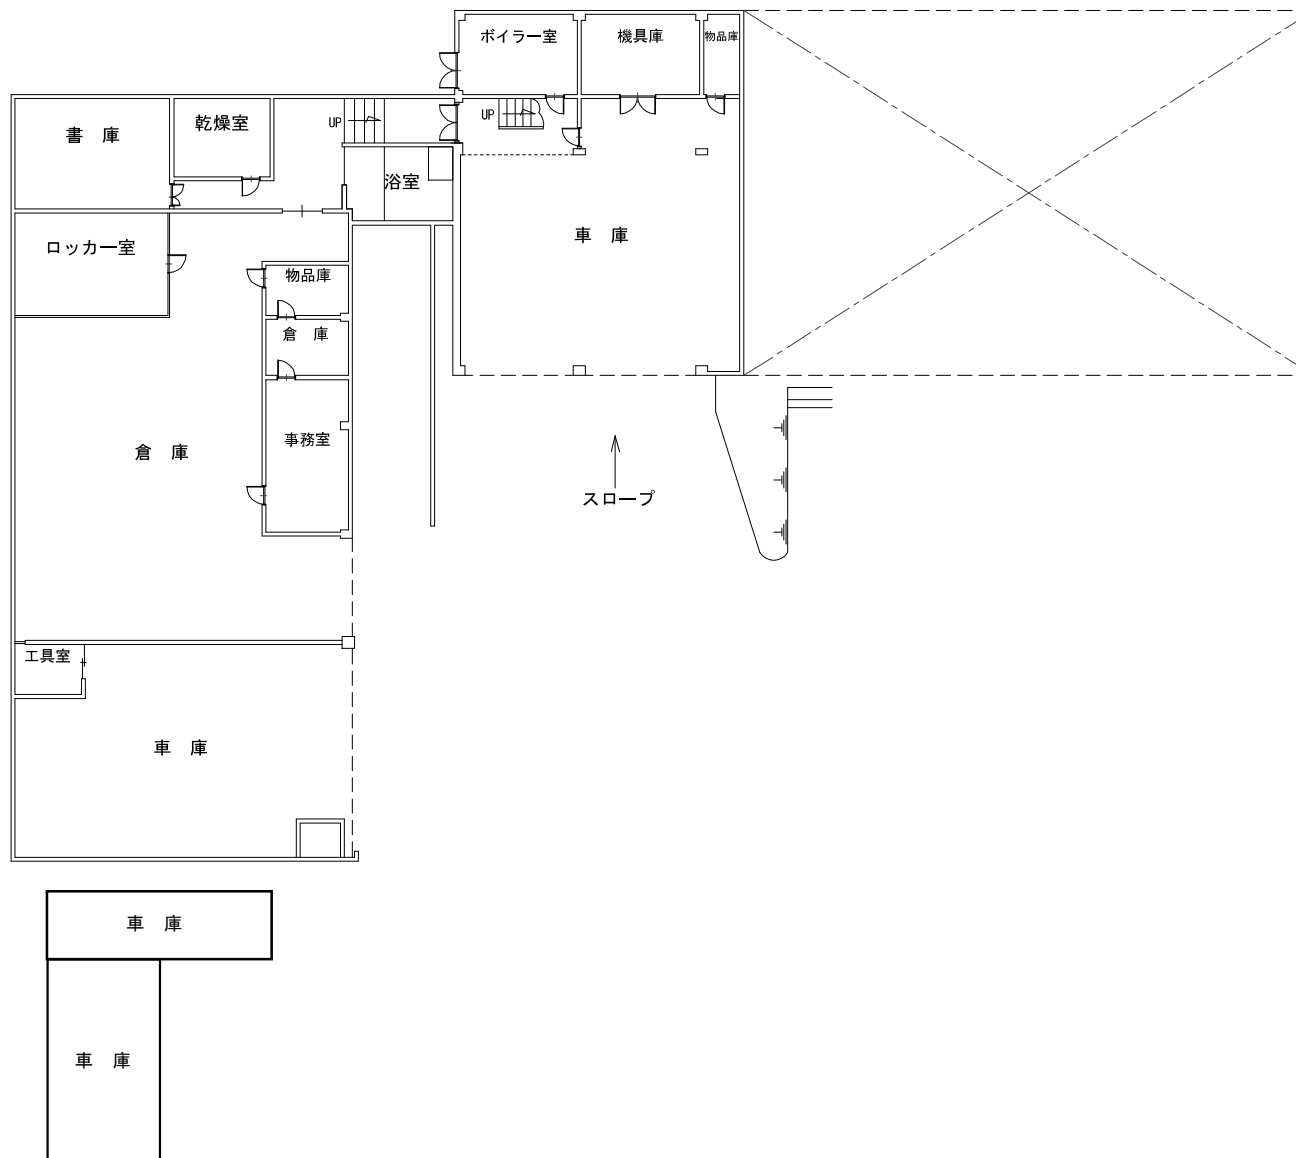 ボイラー室
機具庫
物品庫
書　庫
乾燥室
UP
UP
浴室
車　庫
ロッカー室
物品庫
倉　庫
事務室
倉　庫
スロープ
工具室
車　庫
車　庫
車　庫